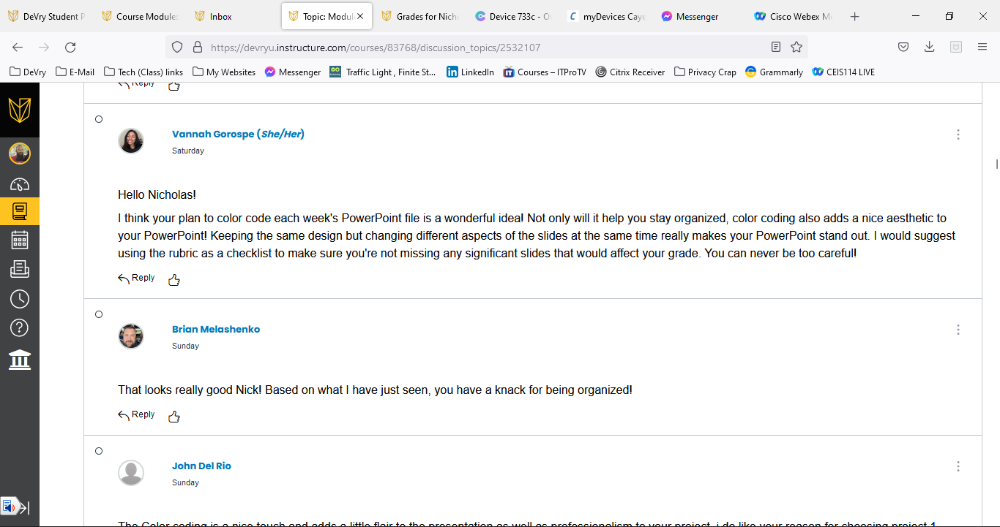 DeVry Student P
Course Modules
Inbox
Topic: Modul
Grades for Nich
Device 733c - O
myDevices Caye
Messenger
Cisco Webex M
https://devryu.instructure.com/courses/83768/discussion_topics/2532107
DeVry
E-Mail
Tech (Class) links
My Websites
Messenger
Traffic Light , Finite St...
LinkedIn
Courses – ITProTV
Citrix Receiver
Privacy Crap
Grammarly
CEIS114 LIVE
Reply
Vannah Gorospe (She/Her)
Saturday
Hello Nicholas!
I think your plan to color code each week's PowerPoint file is a wonderful idea! Not only will it help you stay organized, color coding also adds a nice aesthetic to
your PowerPoint! Keeping the same design but changing different aspects of the slides at the same time really makes your PowerPoint stand out. I would suggest
using the rubric as a checklist to make sure you're not missing any significant slides that would affect your grade. You can never be too careful!
Reply
Brian Melashenko
Sunday
That looks really good Nick! Based on what I have just seen, you have a knack for being organized!
Reply
John Del Rio
Sunday
The Color coding is a nice touch and adds a little flair to the presentation as well as professionalism to your project. i do like your reason for choosing project 1